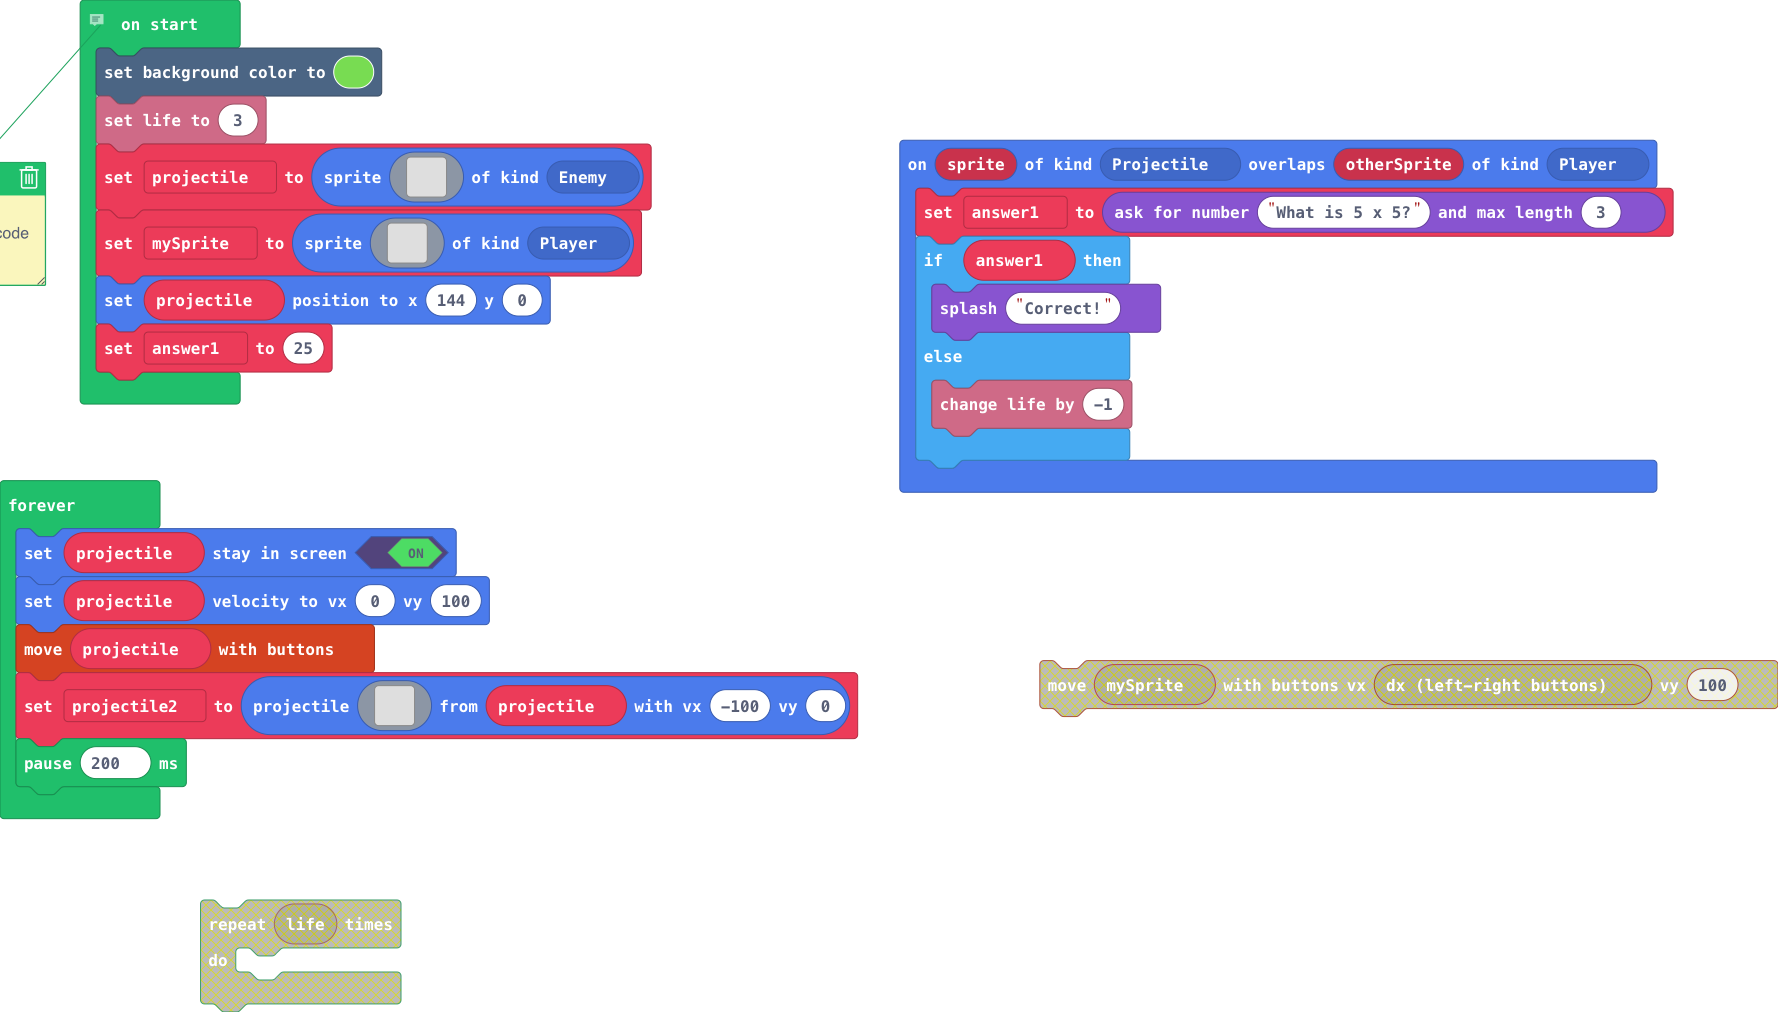 on start
set background color to
set life to 3
set projectile to sprite of kind Enemy
set mySprite to sprite of kind Player
set projectile position to x 144 y 0
set answer1 to 25
code
on sprite of kind Projectile overlaps otherSprite of kind Player
set answer1 to ask for number "What is 5 x 5?" and max length 3
if answer1 then
splash "Correct!"
else
change life by −1
forever
set projectile stay in screen ON
set projectile velocity to vx 0 vy 100
move projectile with buttons
set projectile2 to projectile from projectile with vx −100 vy 0
pause 200 ms
move mySprite with buttons vx dx (left−right buttons) vy 100
repeat life times
do